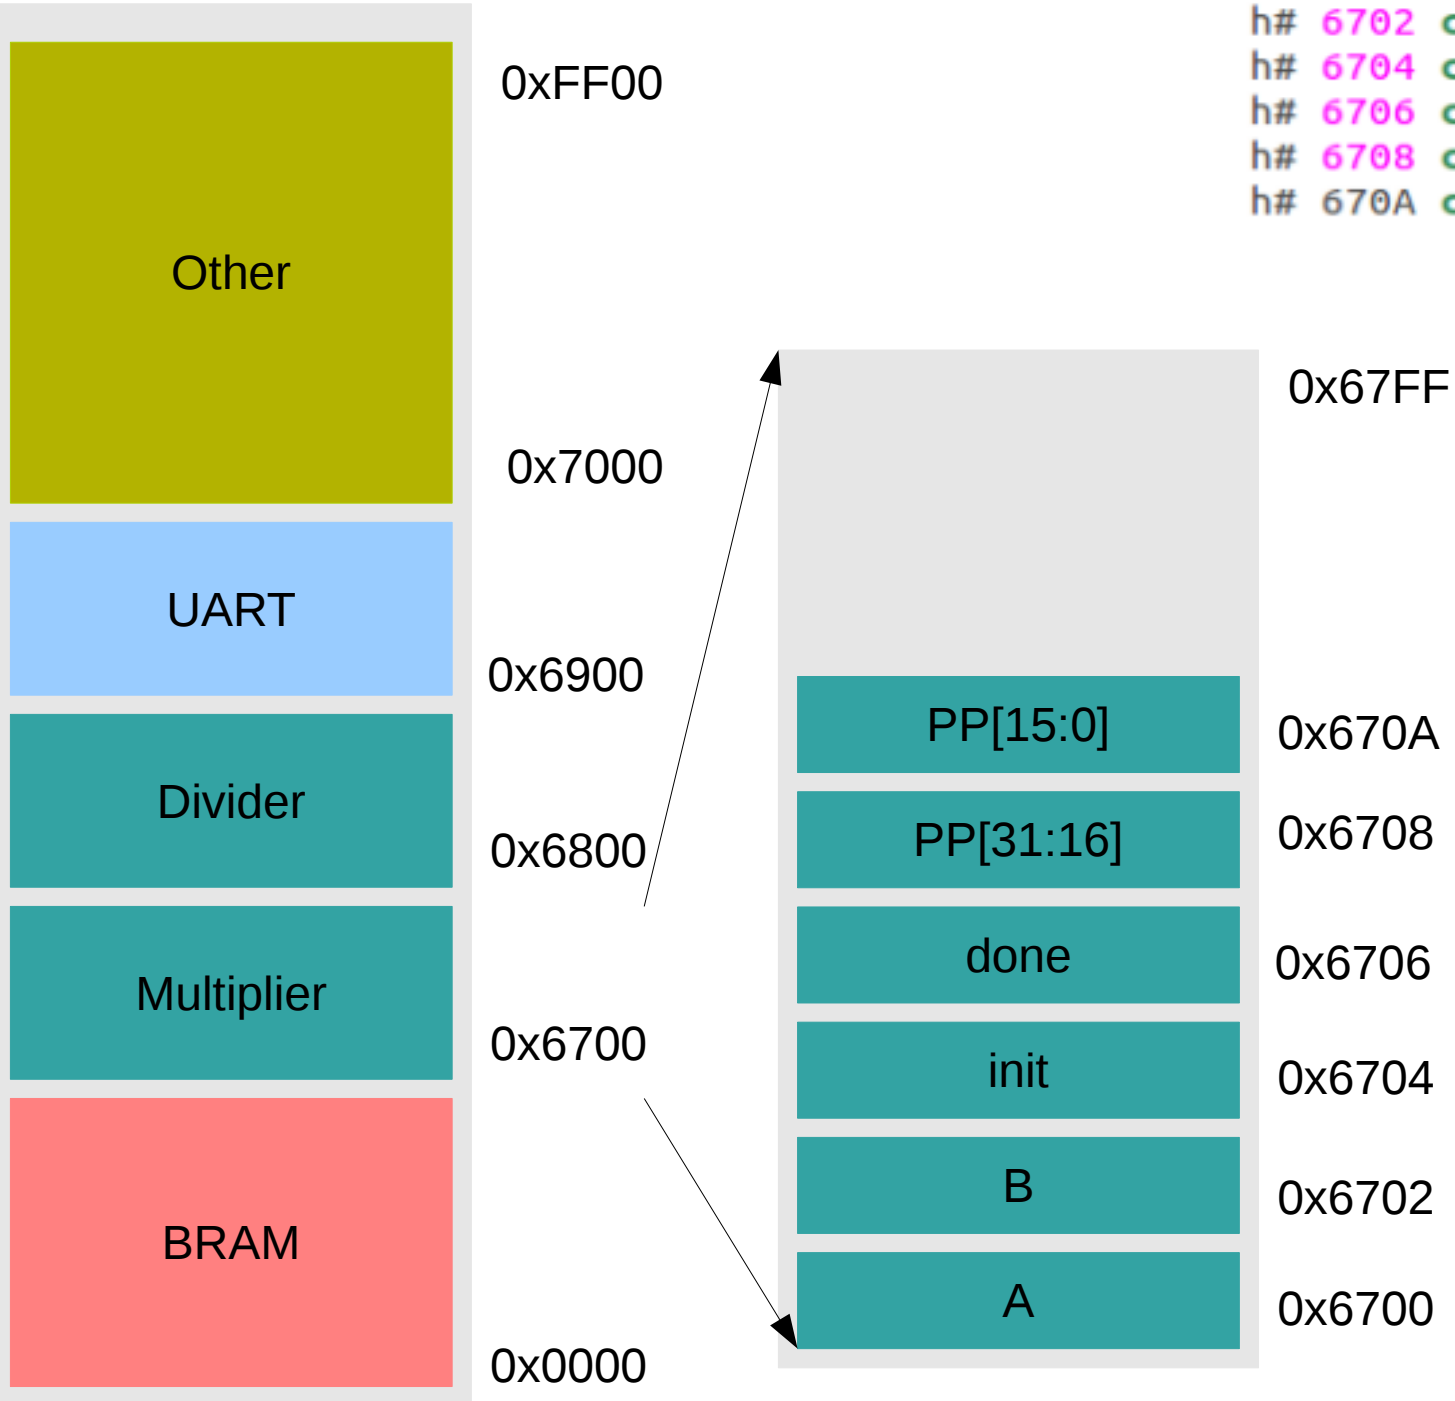 0xFF00
Other
0x7000
UART
0x6900
Divider
0x6800
Multiplier
0x6700
BRAM
0x0000
h# 6702
h# 6704
h# 6706
h# 6708
h# 670A
0x67FF
PP[15:0] 0x670A
PP[31:16] 0x6708
done 0x6706
init 0x6704
B 0x6702
A 0x6700